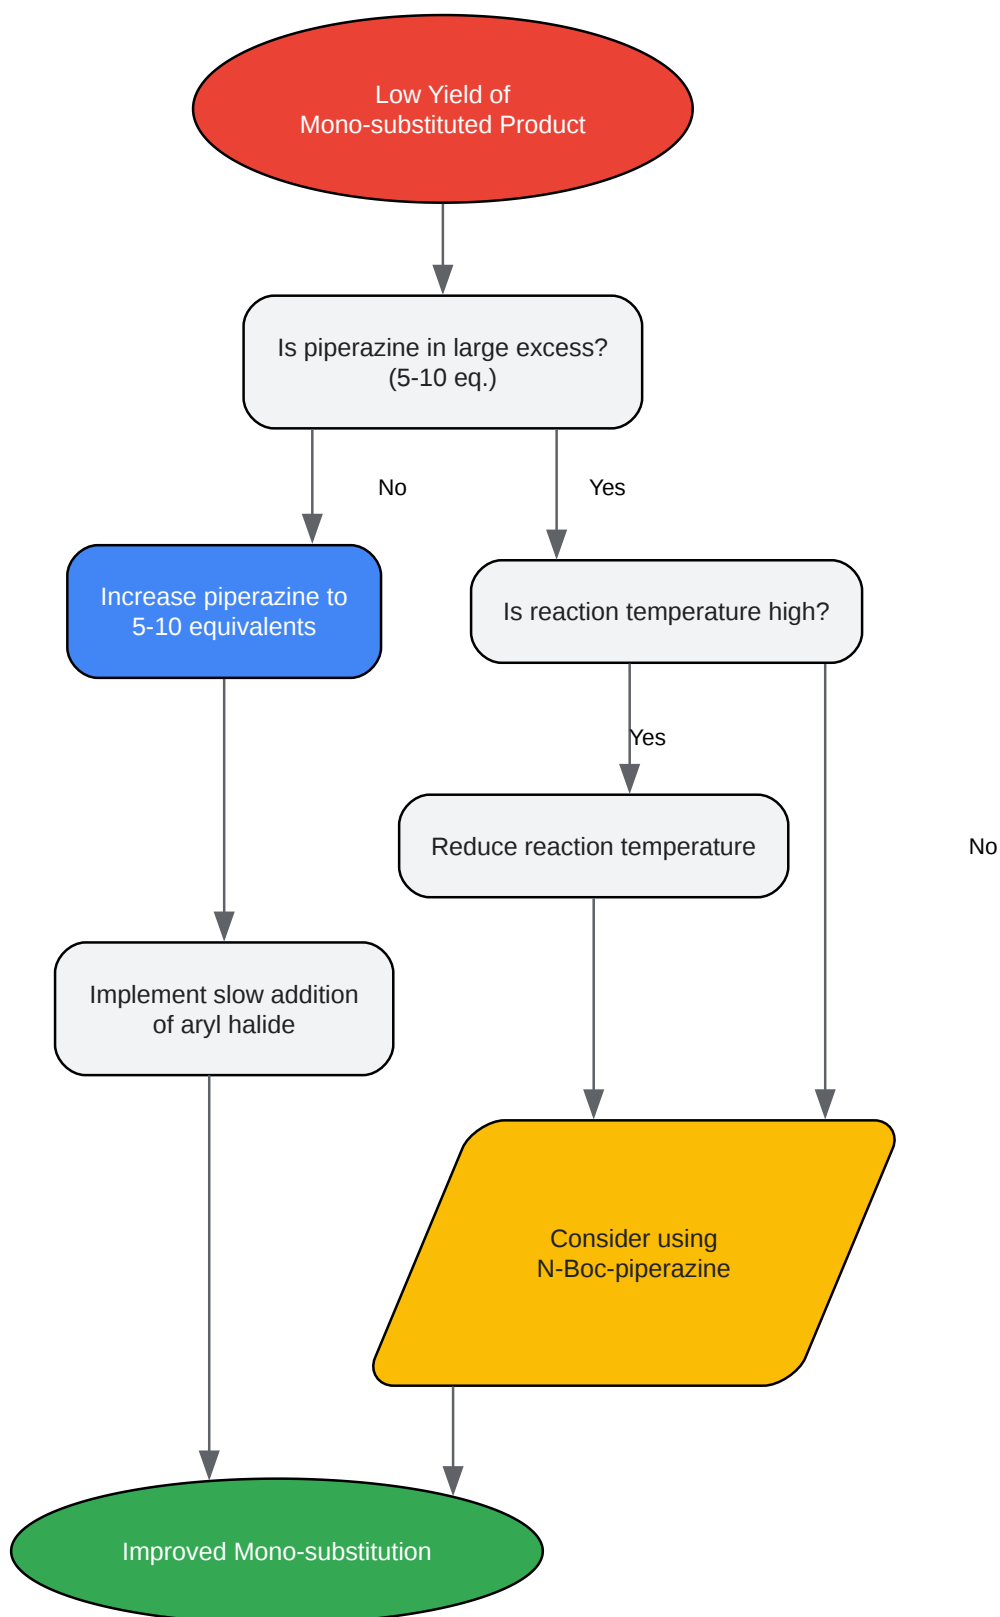 Low Yield of
Mono-substituted Product
Is piperazine in large excess?
(5-10 eq.)
No
Yes
Increase piperazine to
5-10 equivalents
Is reaction temperature high?
Yes
Reduce reaction temperature
No
Implement slow addition
of aryl halide
Consider using
N-Boc-piperazine
Improved Mono-substitution